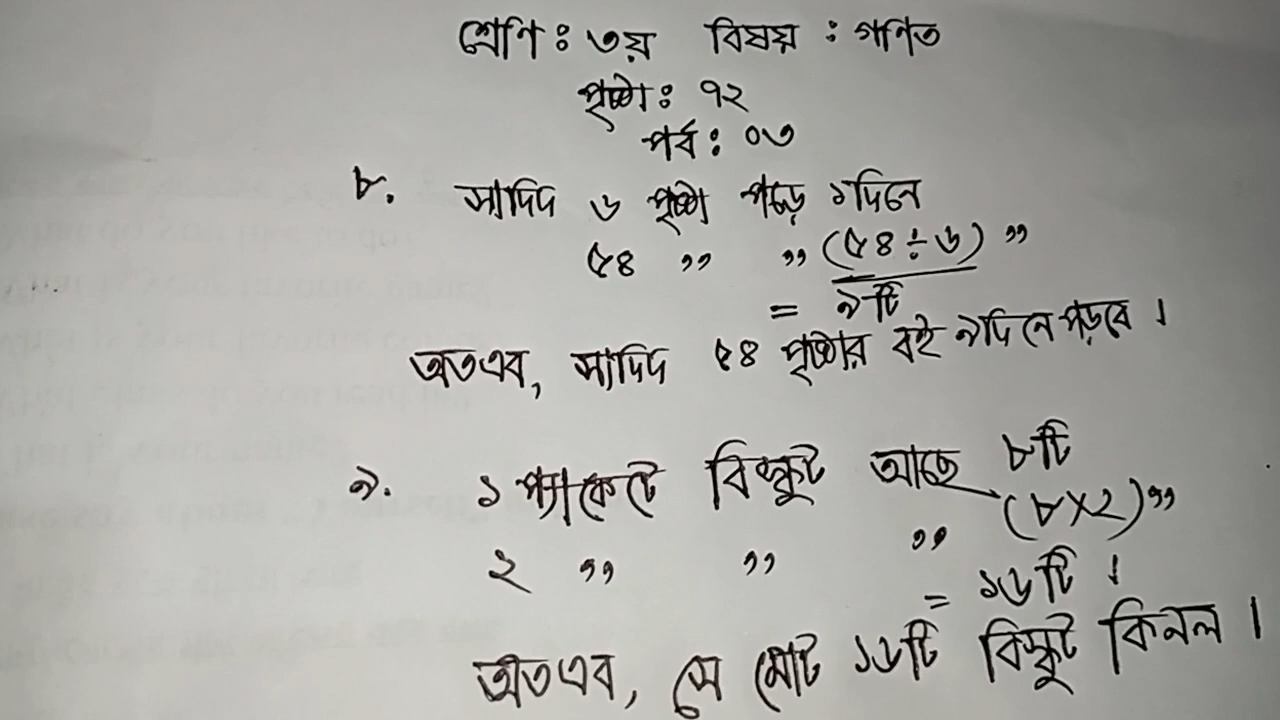 শ্রেণি : ৩য় বিষয় : গণিত
পৃষ্ঠা : ৭২
পর্ব : ০৩
৮. সাদিদ ৬ পৃষ্ঠা পড়ে ১দিনে
৫৪ " " (৫৪ ÷ ৬) "
= ৯টি
অতএব, সাদিদ ৫৪ পৃষ্ঠার বই ৯দিনে পড়বে ।
৯. ১ প্যাকেটে বিস্কুট আছে ৮টি
২ " " " (৮×২) "
= ১৬টি ।
অতএব, সে মোট ১৬টি বিস্কুট কিনল ।